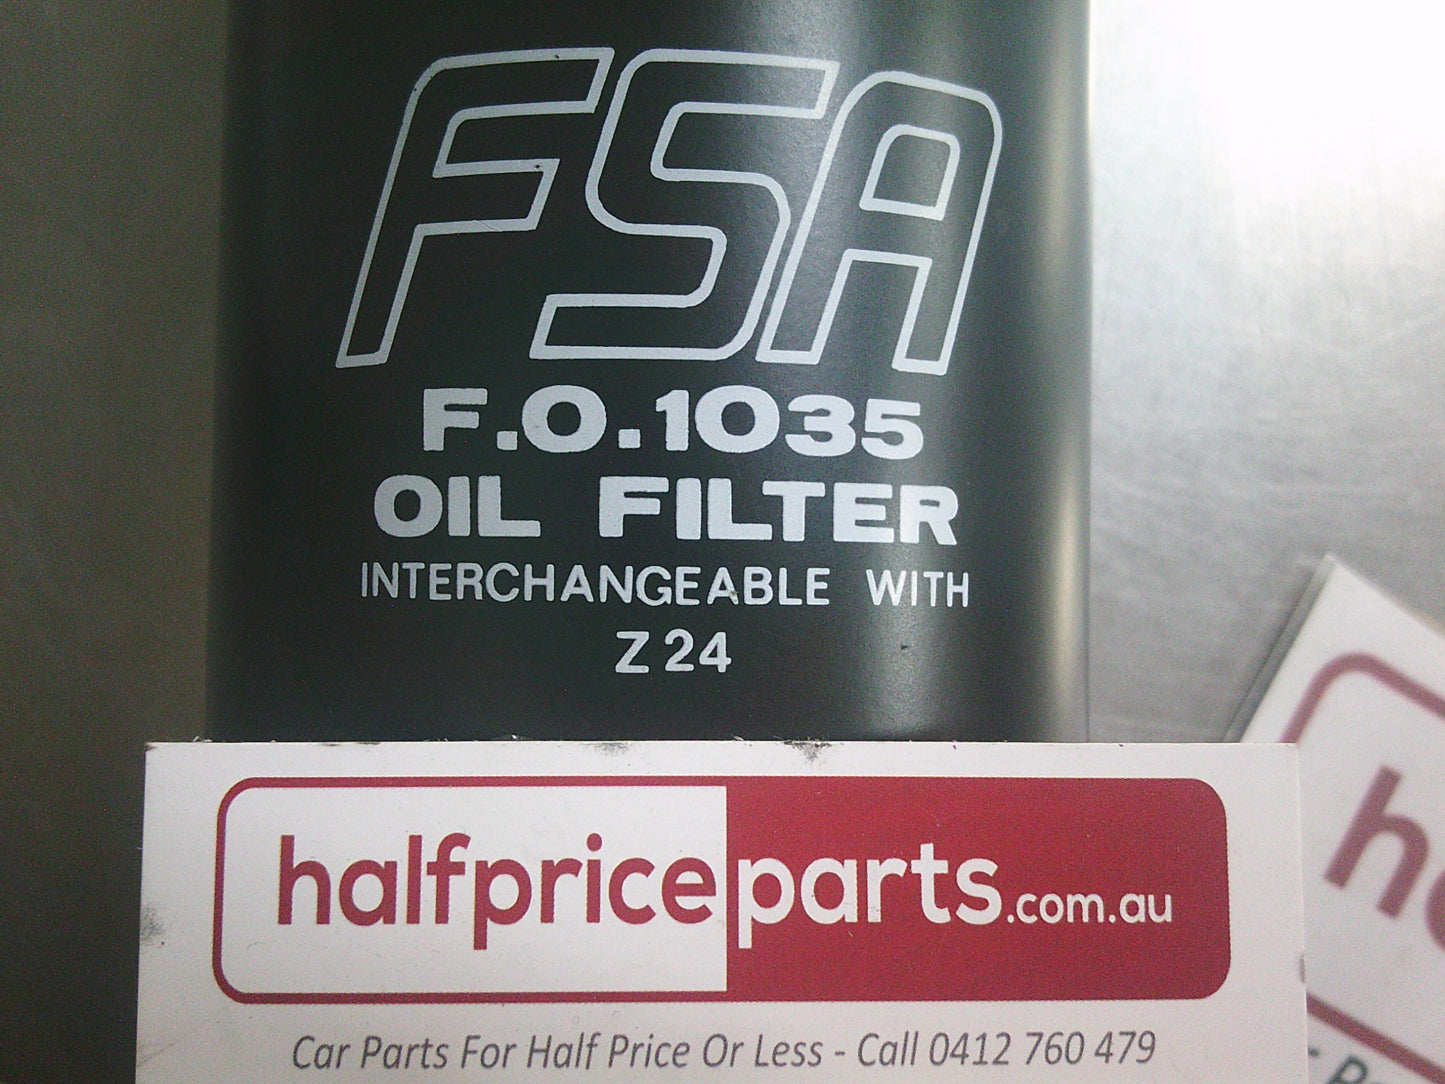 FSA
F.O.1035
OIL FILTER
INTERCHANGEABLE WITH
Z24
halfpriceparts.com.au
Car Parts For Half Price Or Less - Call 0412 760 479